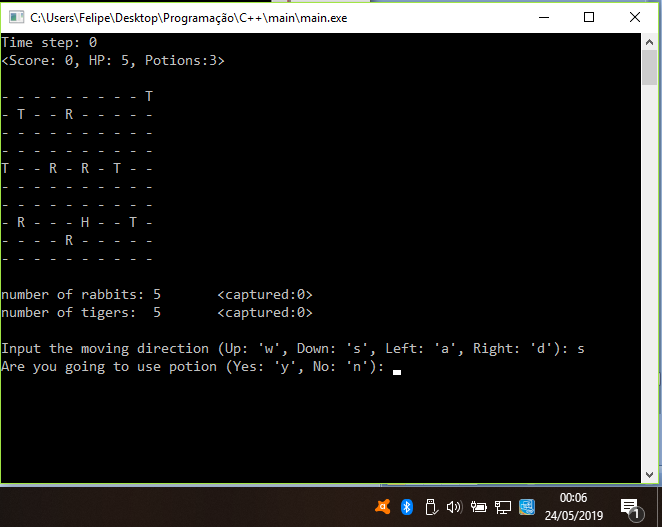 C:\Users\Felipe\Desktop\Programação\C++\main\main.exe
Time step: 0
<Score: 0, HP: 5, Potions:3>
- - - - - - - - - T
- T - - R - - - - -
- - - - - - - - - -
- - - - - - - - - -
T - - R - R - T - -
- - - - - - - - - -
- - - - - - - - - -
- R - - - H - - T -
- - - - R - - - - -
- - - - - - - - - -
number of rabbits: 5       <captured:0>
number of tigers:  5       <captured:0>
Input the moving direction (Up: 'w', Down: 's', Left: 'a', Right: 'd'): s
Are you going to use potion (Yes: 'y', No: 'n'):
00:06
24/05/2019
1